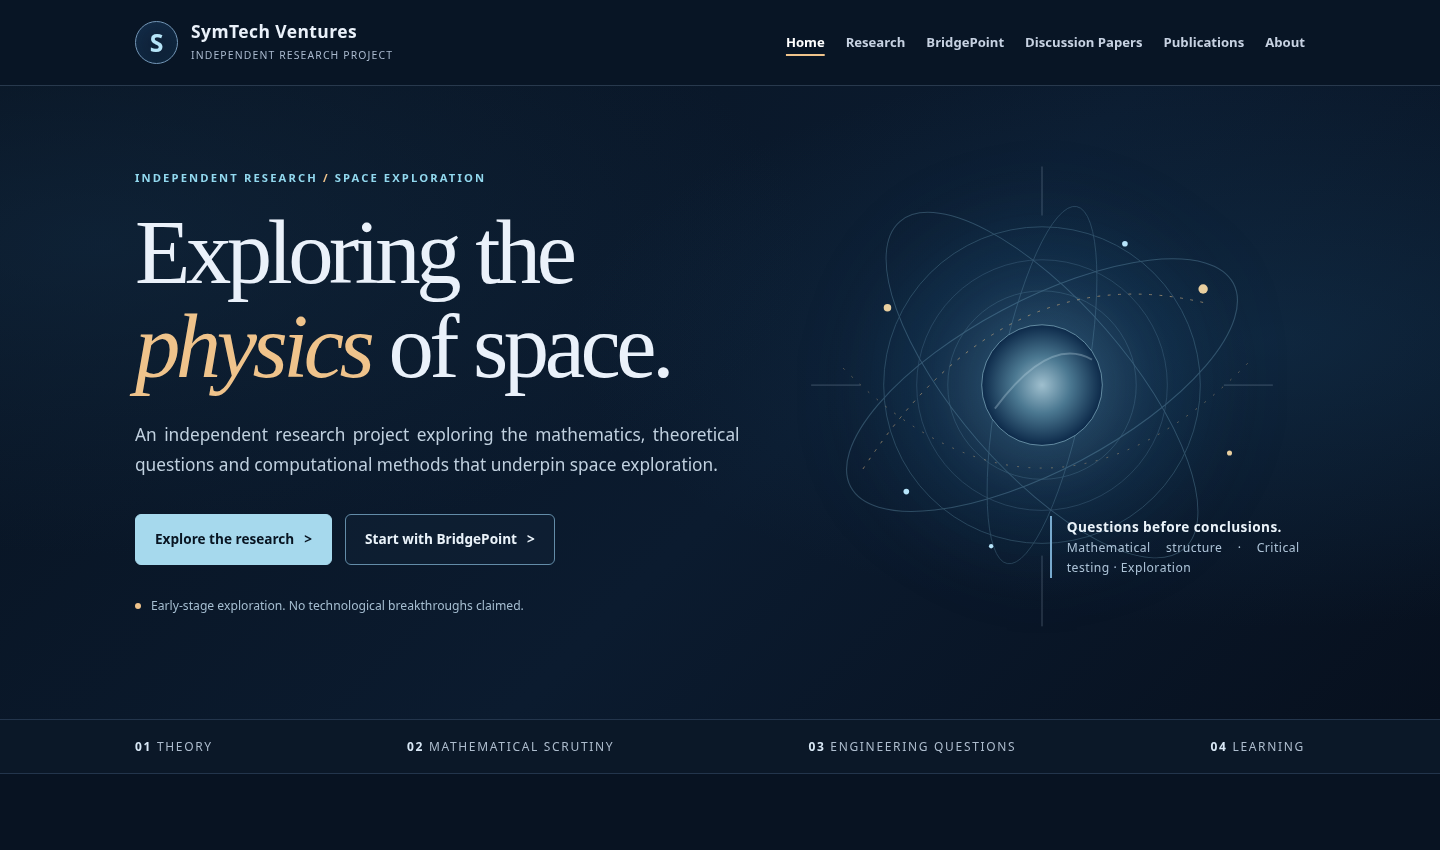 S
SymTech Ventures
INDEPENDENT RESEARCH PROJECT
Home Research BridgePoint Discussion Papers Publications About
INDEPENDENT RESEARCH / SPACE EXPLORATION
Exploring the
physics of space.
An independent research project exploring the mathematics, theoretical
questions and computational methods that underpin space exploration.
Explore the research >
Start with BridgePoint >
Early-stage exploration. No technological breakthroughs claimed.
Questions before conclusions.
Mathematical structure · Critical
testing · Exploration
01 THEORY
02 MATHEMATICAL SCRUTINY
03 ENGINEERING QUESTIONS
04 LEARNING